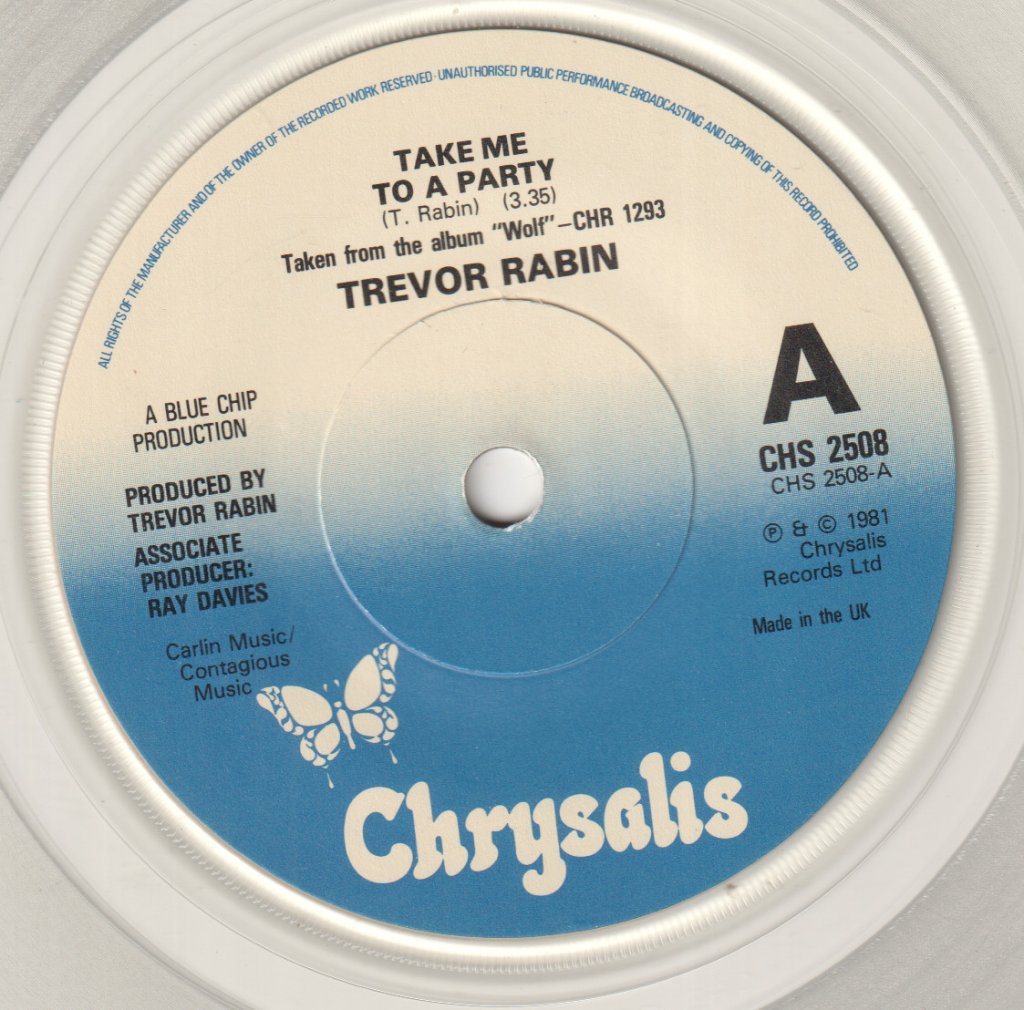 ALL RIGHTS OF THE MANUFACTURER AND OF THE OWNER OF THE RECORDED WORK RESERVED · UNAUTHORISED PUBLIC PERFORMANCE BROADCASTING AND COPYING OF THIS RECORD PROHIBITED
TAKE ME
TO A PARTY
(T. Rabin) (3.35)
Taken from the album "Wolf"–CHR 1293
TREVOR RABIN
A
CHS 2508
CHS 2508-A
Ⓟ & © 1981
Chrysalis
Records Ltd
Made in the UK
A BLUE CHIP
PRODUCTION
PRODUCED BY
TREVOR RABIN
ASSOCIATE
PRODUCER:
RAY DAVIES
Carlin Music/
Contagious
Music
Chrysalis